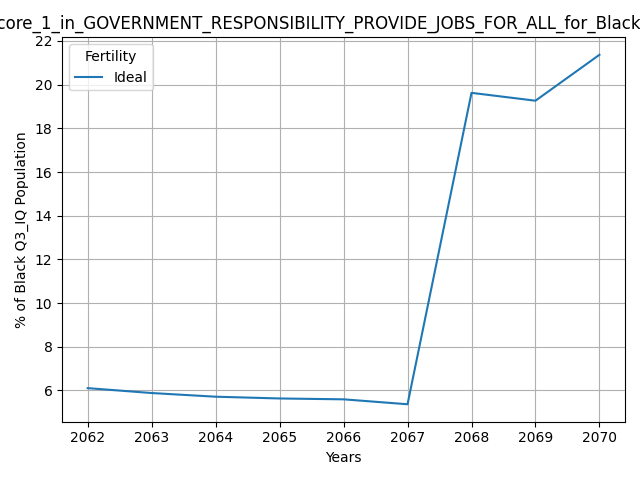 core_1_in_GOVERNMENT_RESPONSIBILITY_PROVIDE_JOBS_FOR_ALL_for_Black
22
20
18
16
14
12
10
8
6
% of Black Q3_IQ Population
Fertility
Ideal
2062 2063 2064 2065 2066 2067 2068 2069 2070
Years